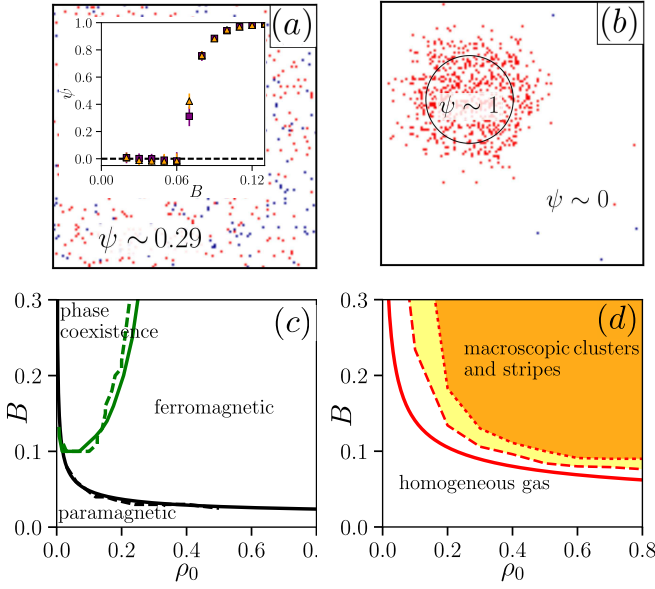 (a)
1.0
0.8
0.6
0.4
0.2
0.0
ψ
0.00
0.06
0.12
B
ψ ∼ 0.29
(b)
ψ ∼ 1
ψ ∼ 0
(c)
0.3
0.2
0.1
0.0
B
phase
coexistence
ferromagnetic
paramagnetic
0.0
0.2
0.4
0.6
0.
ρ₀
(d)
0.3
0.2
0.1
0.0
B
macroscopic clusters
and stripes
homogeneous gas
0.0
0.2
0.4
0.6
0.8
ρ₀